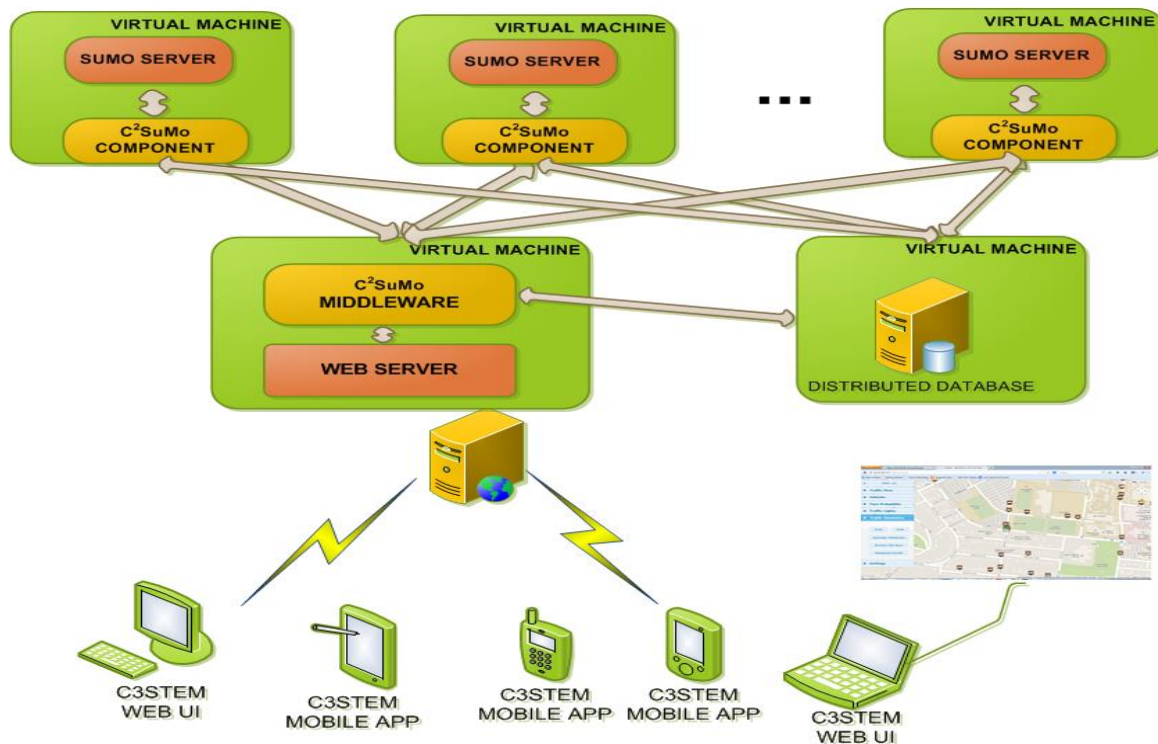 VIRTUAL MACHINE
SUMO SERVER
C²SuMo
COMPONENT
VIRTUAL MACHINE
SUMO SERVER
C²SuMo
COMPONENT
...
VIRTUAL MACHINE
SUMO SERVER
C²SuMo
COMPONENT
VIRTUAL MACHINE
C²SuMo
MIDDLEWARE
WEB SERVER
VIRTUAL MACHINE
DISTRIBUTED DATABASE
C3STEM
WEB UI
C3STEM
MOBILE APP
C3STEM
MOBILE APP
C3STEM
MOBILE APP
C3STEM
WEB UI